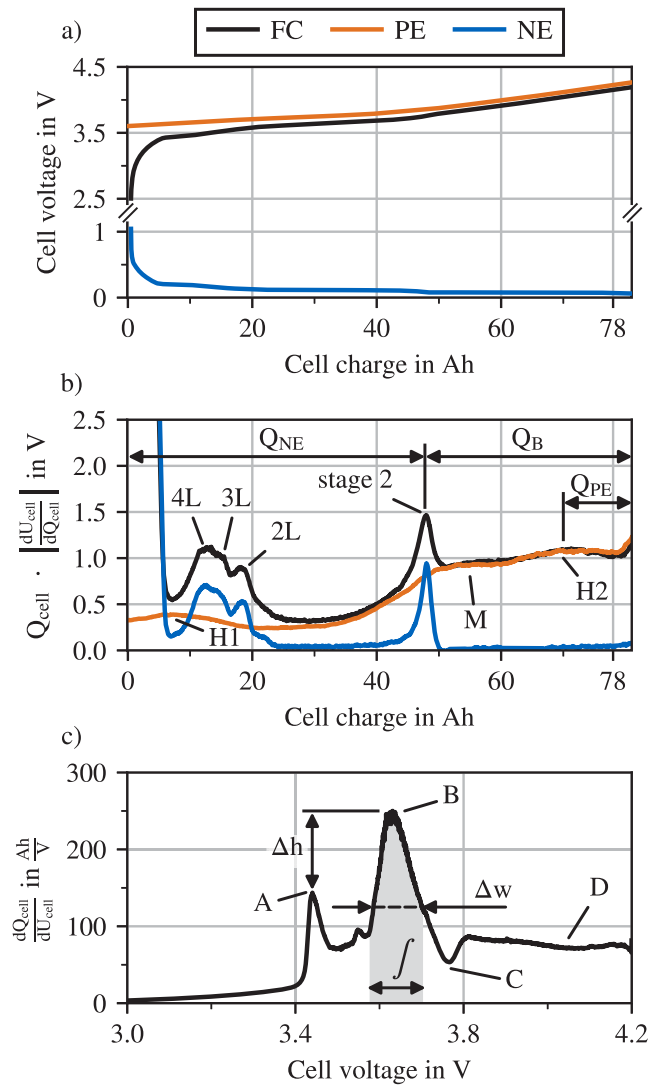 a)
FC PE NE
4.5
3.5
2.5
1
0
Cell voltage in V
0 20 40 60 78
Cell charge in Ah
b)
2.5
2.0
1.5
1.0
0.5
0.0
Q_cell · |dU_cell/dQ_cell| in V
Q_NE Q_B
stage 2 Q_PE
4L 3L 2L
H1 M H2
0 20 40 60 78
Cell charge in Ah
c)
300
200
100
0
dQ_cell/dU_cell in Ah/V
B
Δh
A Δw D
∫ C
3.0 3.4 3.8 4.2
Cell voltage in V